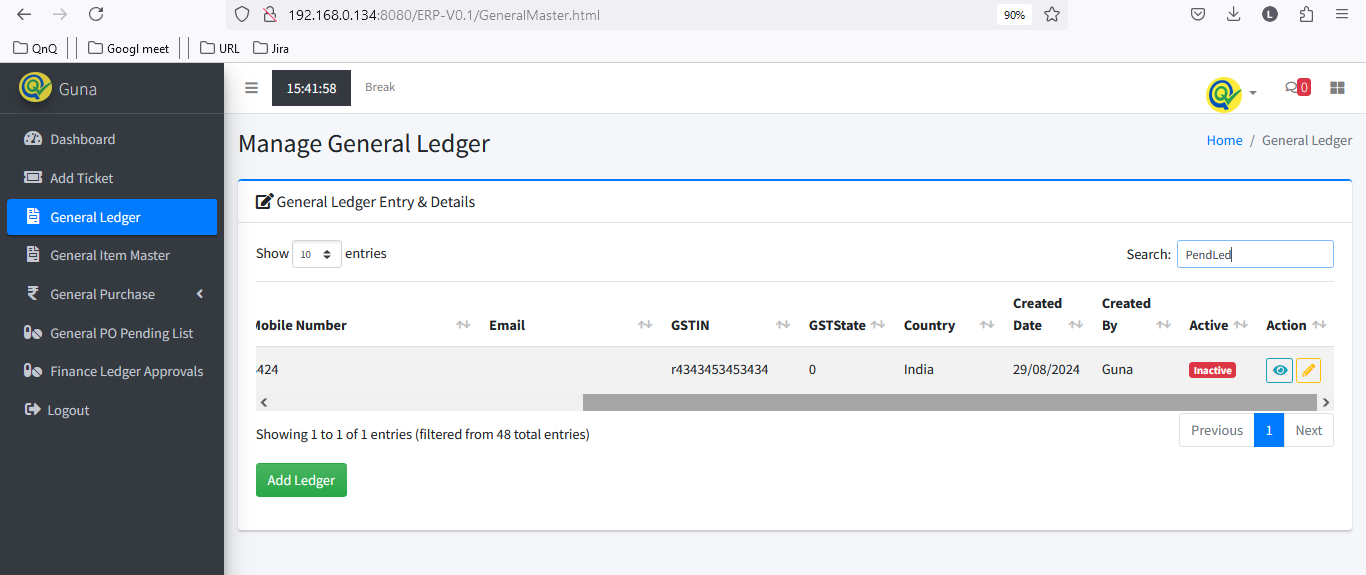 192.168.0.134:8080/ERP-V0.1/GeneralMaster.html
90%
L
QnQ
Googl meet
URL
Jira
Guna
15:41:58
Break
0
Dashboard
Add Ticket
General Ledger
General Item Master
General Purchase
General PO Pending List
Finance Ledger Approvals
Logout
Manage General Ledger
Home / General Ledger
General Ledger Entry & Details
Show 10 entries
Search: PendLed
Mobile Number
Email
GSTIN
GSTState
Country
Created Date
Created By
Active
Action
424
r4343453453434
0
India
29/08/2024
Guna
Inactive
Showing 1 to 1 of 1 entries (filtered from 48 total entries)
Previous
1
Next
Add Ledger